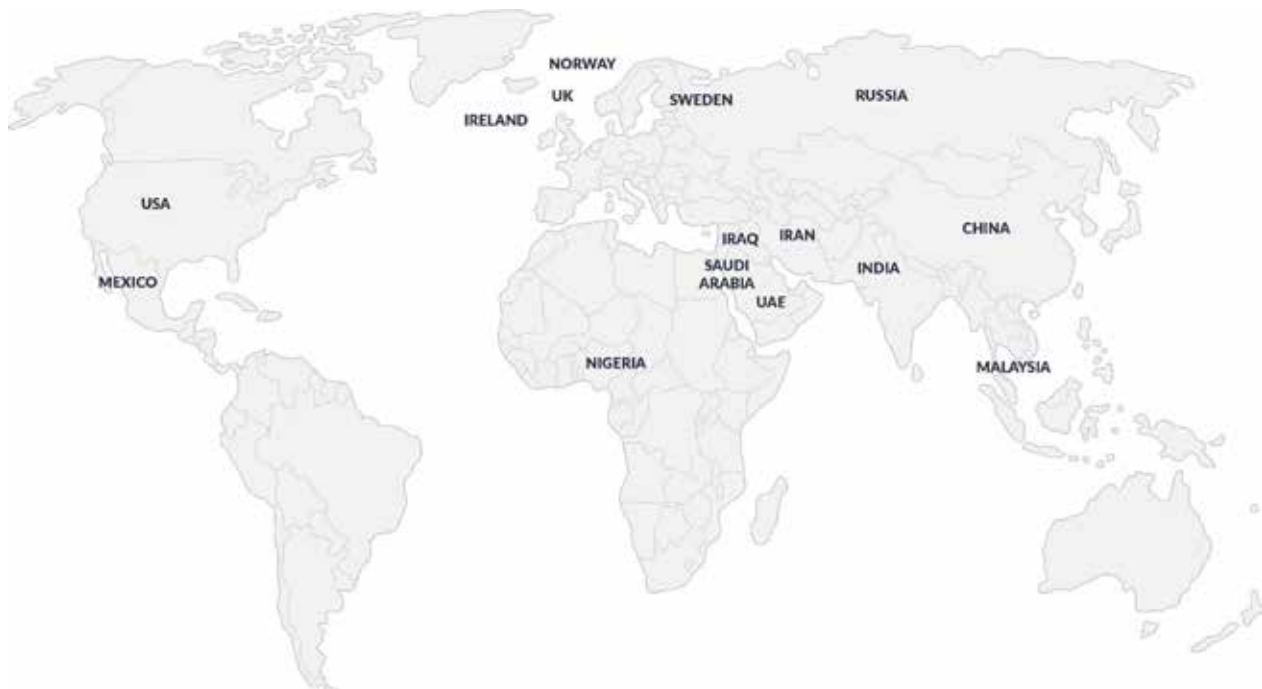 NORWAY
UK
SWEDEN
RUSSIA
IRELAND
USA
CHINA
IRAQ
IRAN
SAUDI
ARABIA
INDIA
MEXICO
UAE
NIGERIA
MALAYSIA